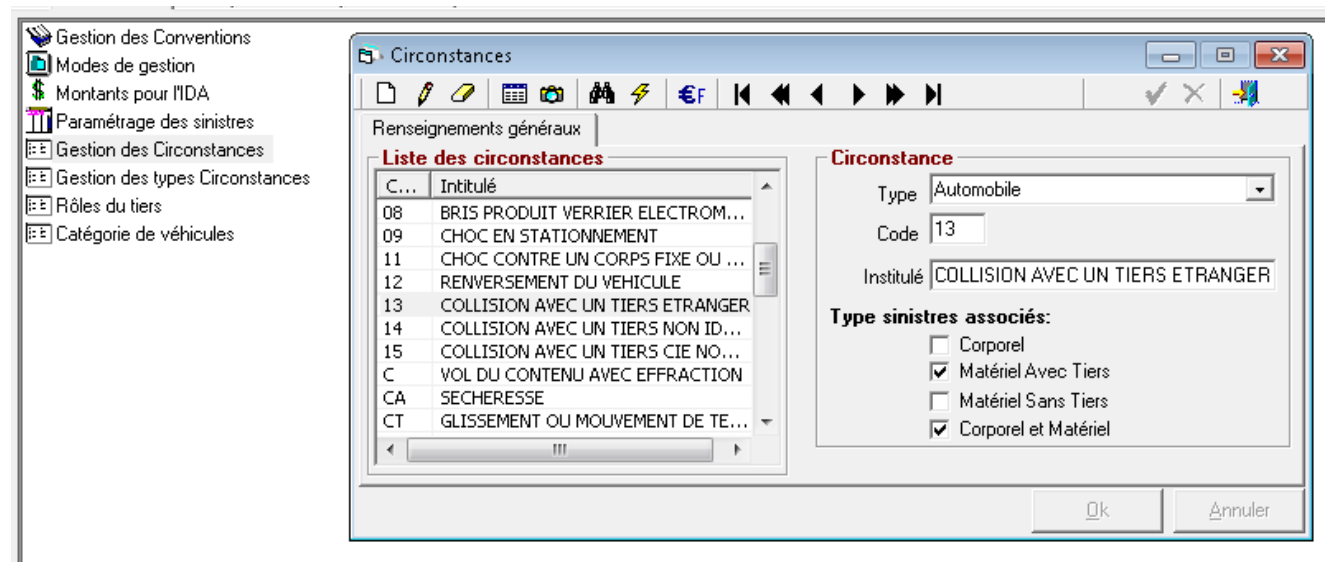 Gestion des Conventions
Modes de gestion
Montants pour l'IDA
Paramétrage des sinistres
Gestion des Circonstances
Gestion des types Circonstances
Rôles du tiers
Catégorie de véhicules
Circonstances
€F
Renseignements généraux
Liste des circonstances
C... Intitulé
08 BRIS PRODUIT VERRIER ELECTROM...
09 CHOC EN STATIONNEMENT
11 CHOC CONTRE UN CORPS FIXE OU ...
12 RENVERSEMENT DU VEHICULE
13 COLLISION AVEC UN TIERS ETRANGER
14 COLLISION AVEC UN TIERS NON ID...
15 COLLISION AVEC UN TIERS CIE NO...
C VOL DU CONTENU AVEC EFFRACTION
CA SECHERESSE
CT GLISSEMENT OU MOUVEMENT DE TE...
Circonstance
Type Automobile
Code 13
Institulé COLLISION AVEC UN TIERS ETRANGER
Type sinistres associés:
Corporel
Matériel Avec Tiers
Matériel Sans Tiers
Corporel et Matériel
Ok
Annuler